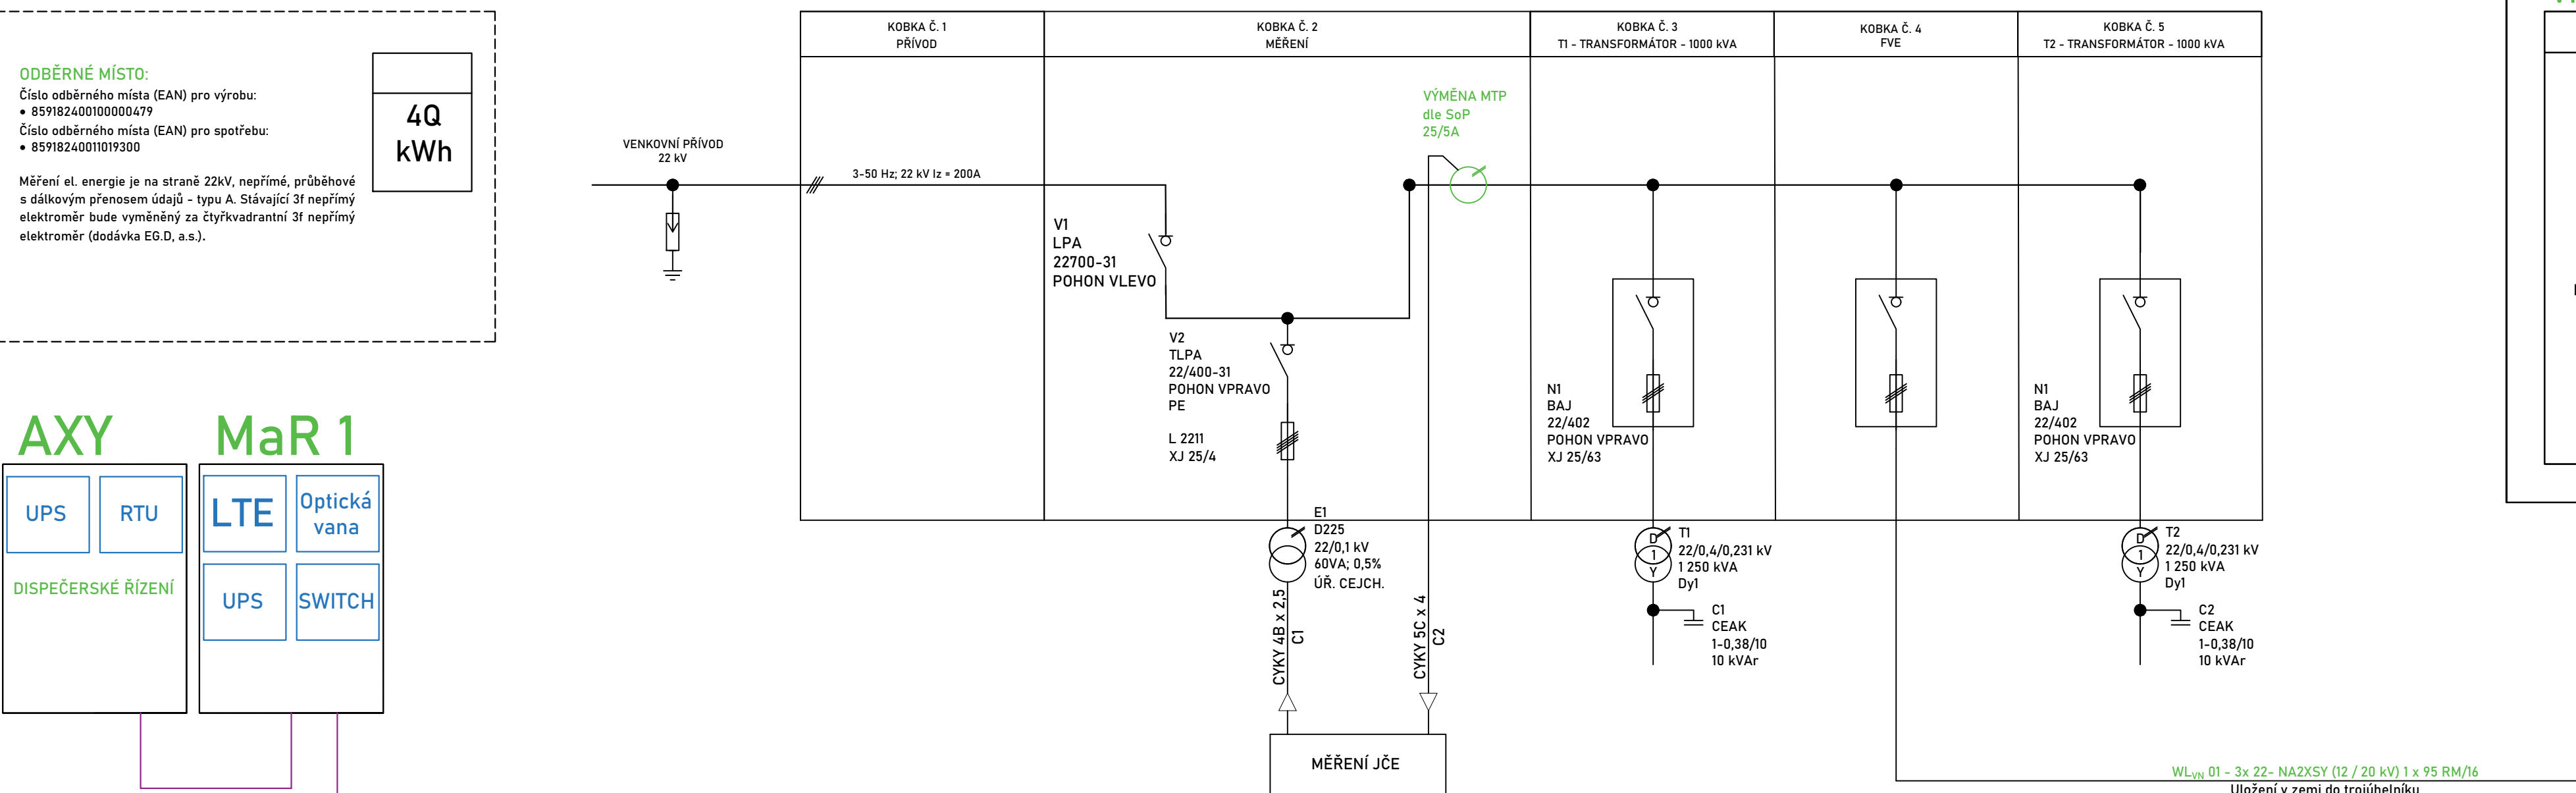 ODBĚRNÉ MÍSTO:
Číslo odběrného místa (EAN) pro výrobu:
• 859182400100000479
Číslo odběrného místa (EAN) pro spotřebu:
• 85918240011019300
Měření el. energie je na straně 22kV, nepřímé, průběhové
s dálkovým přenosem údajů - typu A. Stávající 3f nepřímý
elektroměr bude vyměněný za čtyřkvadrantní 3f nepřímý
elektroměr (dodávka EG.D, a.s.).
4Q
kWh
AXY
UPS
RTU
DISPEČERSKÉ ŘÍZENÍ
MaR 1
LTE
Optická
vana
UPS
SWITCH
VENKOVNÍ PŘÍVOD
22 kV
KOBKA Č. 1
PŘÍVOD
3-50 Hz; 22 kV Iz = 200A
KOBKA Č. 2
MĚŘENÍ
V1
LPA
22700-31
POHON VLEVO
V2
TLPA
22/400-31
POHON VPRAVO
PE
L 2211
XJ 25/4
VÝMĚNA MTP
dle SoP
25/5A
E1
D225
22/0,1 kV
60VA; 0,5%
ÚŘ. CEJCH.
CYKY 4B x 2,5
C1
CYKY 5C x 4
C2
MĚŘENÍ JČE
KOBKA Č. 3
T1 - TRANSFORMÁTOR - 1000 kVA
N1
BAJ
22/402
POHON VPRAVO
XJ 25/63
D
1
Y
T1
22/0,4/0,231 kV
1 250 kVA
Dy1
C1
CEAK
1-0,38/10
10 kVAr
KOBKA Č. 4
FVE
KOBKA Č. 5
T2 - TRANSFORMÁTOR - 1000 kVA
N1
BAJ
22/402
POHON VPRAVO
XJ 25/63
D
1
Y
T2
22/0,4/0,231 kV
1 250 kVA
Dy1
C2
CEAK
1-0,38/10
10 kVAr
WLVN 01 - 3x 22- NA2XSY (12 / 20 kV) 1 x 95 RM/16
Uložení v zemi do trojúhelníku